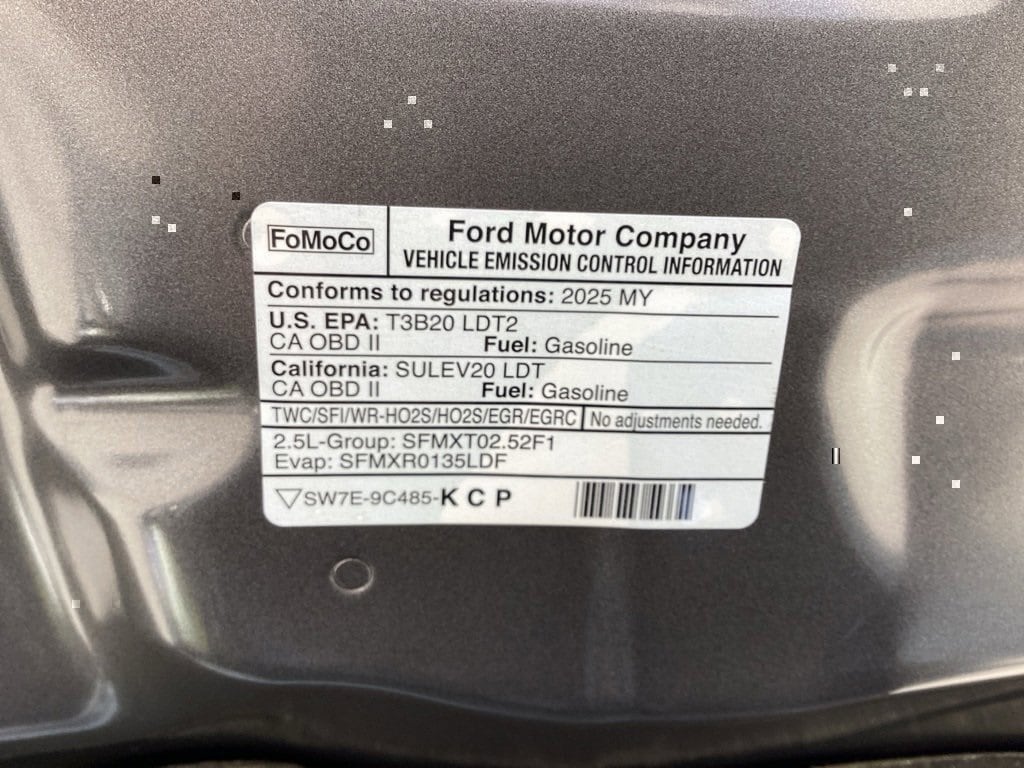 FoMoCo
Ford Motor Company
VEHICLE EMISSION CONTROL INFORMATION
Conforms to regulations: 2025 MY
U.S. EPA: T3B20 LDT2
CA OBD II Fuel: Gasoline
California: SULEV20 LDT
CA OBD II Fuel: Gasoline
TWC/SFI/WR-HO2S/HO2S/EGR/EGRC No adjustments needed.
2.5L-Group: SFMXT02.52F1
Evap: SFMXR0135LDF
SW7E-9C485-K C P